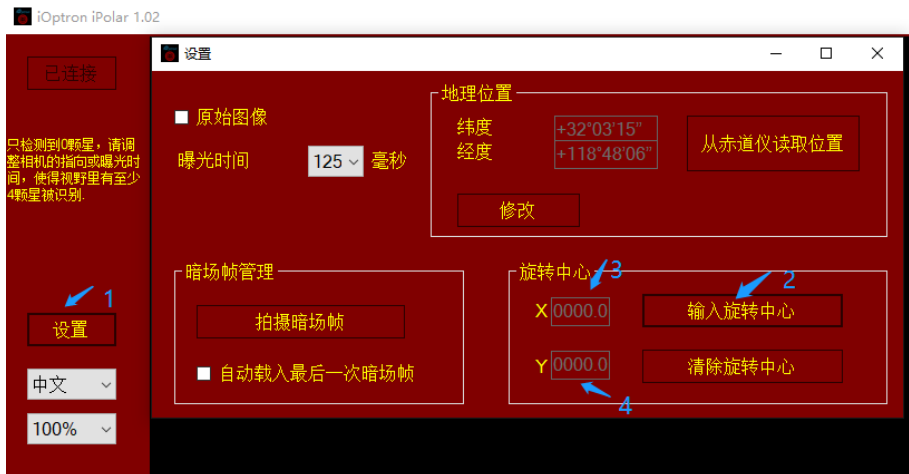 iOptron iPolar 1.02
已连接
只检测到0颗星，请调
整相机的指向或曝光时
间，使得视野里有至少
4颗星被识别.
1
设置
中文
100%
设置
原始图像
曝光时间 125 毫秒
地理位置
纬度 +32°03'15"
经度 +118°48'06"
从赤道仪读取位置
修改
暗场帧管理
拍摄暗场帧
自动载入最后一次暗场帧
旋转中心 3
X 0000.0
2
输入旋转中心
Y 0000.0
4
清除旋转中心